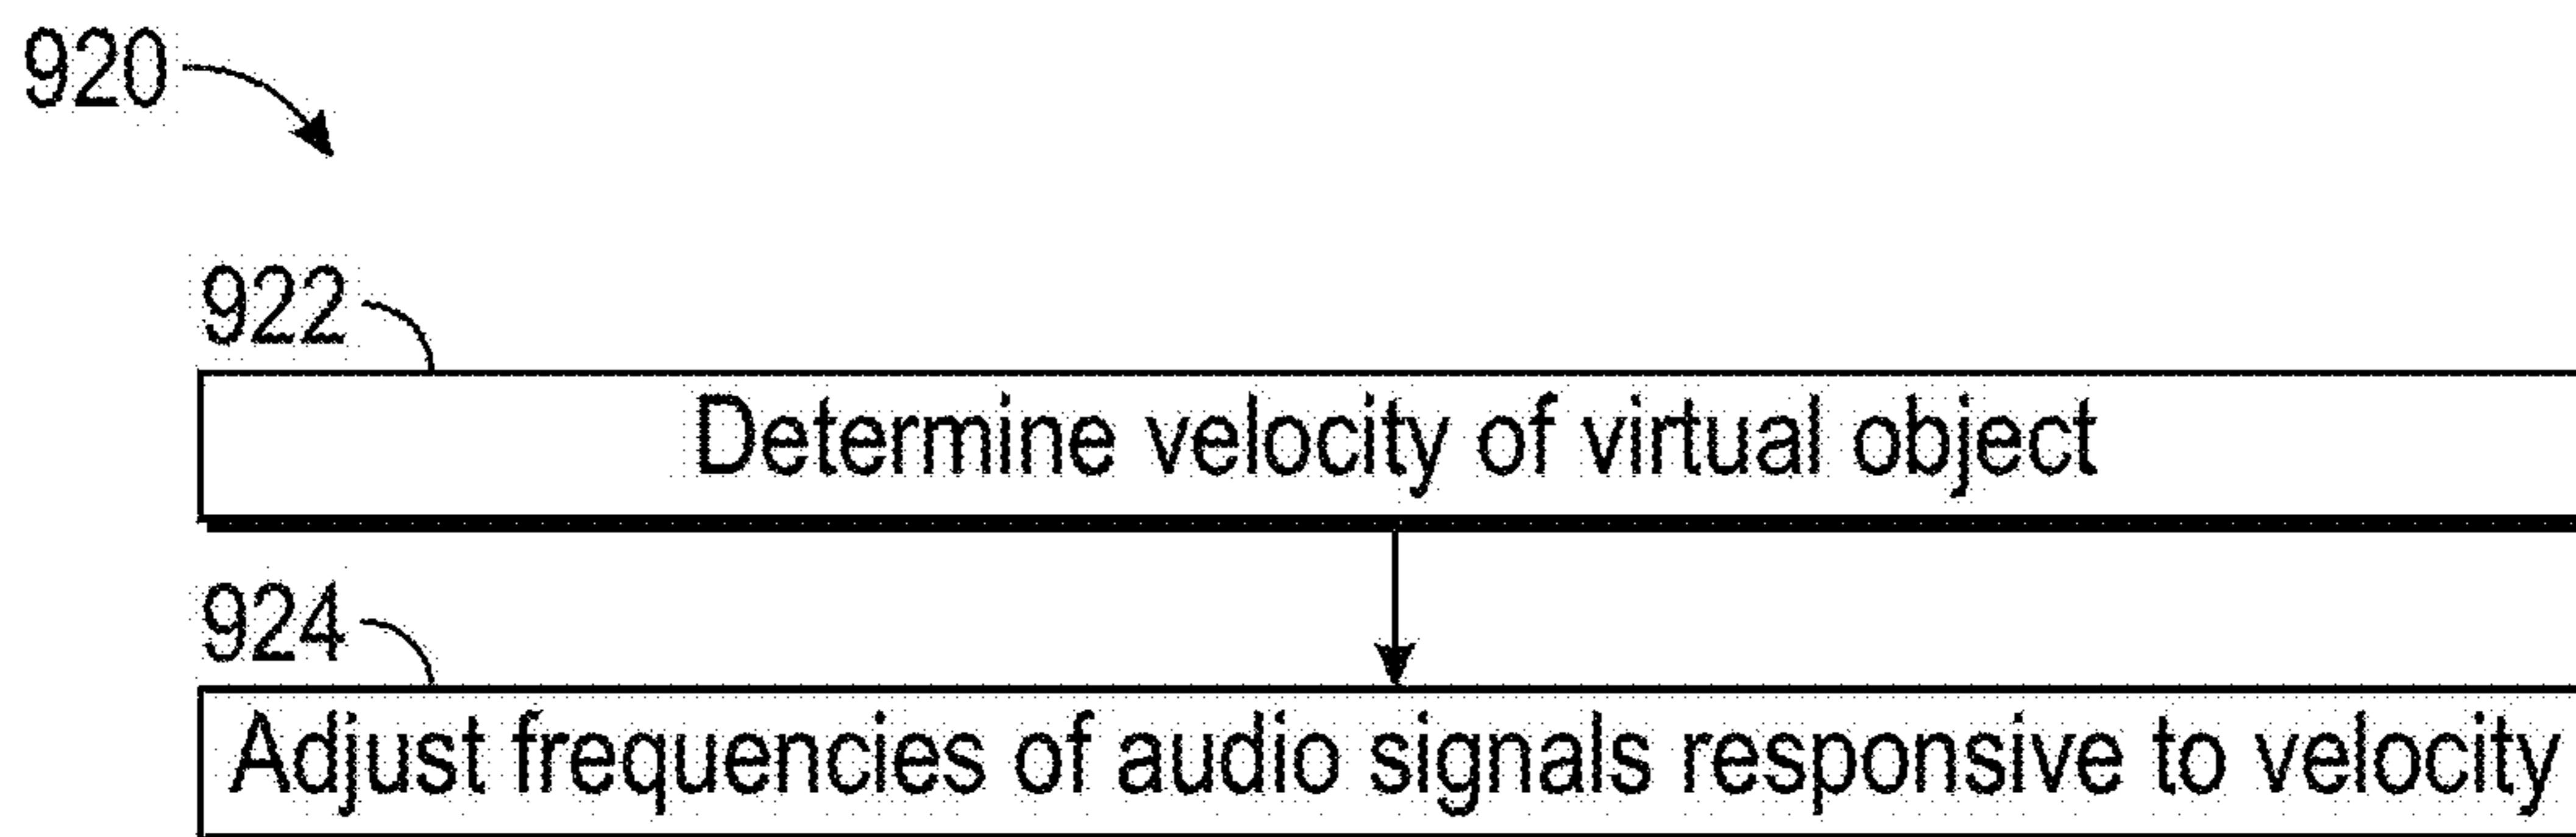 920
922
Determine velocity of virtual object
924
Adjust frequencies of audio signals responsive to velocity